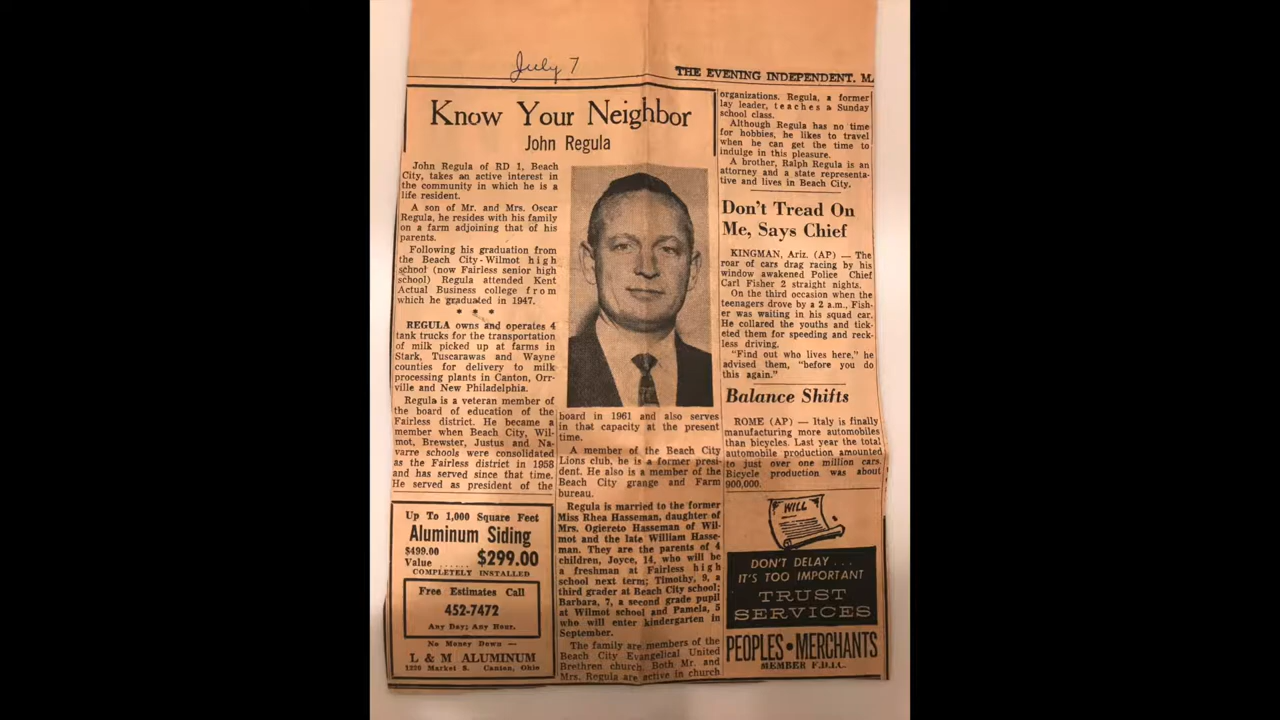 July 7
THE EVENING INDEPENDENT, M
Know Your Neighbor
John Regula
John Regula of RD 1, Beach
City, takes an active interest in
the community in which he is a
life resident.
A son of Mr. and Mrs. Oscar
Regula, he resides with his family
on a farm adjoining that of his
parents.
Following his graduation from
the Beach City-Wilmot high
school (now Fairless senior high
school) Regula attended Kent
Actual Business college from
which he graduated in 1947.
* * *
REGULA owns and operates 4
tank trucks for the transportation
of milk picked up at farms in
Stark, Tuscarawas and Wayne
counties for delivery to milk
processing plants in Canton, Orr-
ville and New Philadelphia.
Regula is a veteran member of
the board of education of the
Fairless district. He became a
member when Beach City, Wil-
mot, Brewster, Justus and Na-
varre schools were consolidated
as the Fairless district in 1958
and has served since that time.
He served as president of the
board in 1961 and also serves
in that capacity at the present
time.
A member of the Beach City
Lions club, he is a former presi-
dent. He also is a member of the
Beach City grange and Farm
bureau.
Regula is married to the former
Miss Rhea Hasseman, daughter of
Mrs. Ogiereto Hasseman of Wil-
mot and the late William Hasse-
man. They are the parents of 4
children, Joyce, 14, who will be
a freshman at Fairless high
school next term; Timothy, 9, a
third grader at Beach City school;
Barbara, 7, a second grade pupil
at Wilmot school and Pamela, 5
who will enter kindergarten in
September.
The family are members of the
Beach City Evangelical United
Brethren church. Both Mr. and
Mrs. Regula are active in church
organizations. Regula, a former
lay leader, teaches a Sunday
school class.
Although Regula has no time
for hobbies, he likes to travel
when he can get the time to
indulge in this pleasure.
A brother, Ralph Regula is an
attorney and a state representa-
tive and lives in Beach City.
Don't Tread On
Me, Says Chief
KINGMAN, Ariz. (AP) — The
roar of cars drag racing by his
window awakened Police Chief
Carl Fisher 2 straight nights.
On the third occasion when the
teenagers drove by a 2 a.m., Fish-
er was waiting in his squad car.
He collared the youths and tick-
eted them for speeding and reck-
less driving.
"Find out who lives here," he
advised them, "before you do
this again."
Balance Shifts
ROME (AP) — Italy is finally
manufacturing more automobiles
than bicycles. Last year the total
automobile production amounted
to just over one million cars.
Bicycle production was about
900,000.
Up To 1,000 Square Feet
Aluminum Siding
$499.00
Value ...... $299.00
COMPLETELY INSTALLED
Free Estimates Call
452-7472
Any Day; Any Hour.
No Money Down —
L & M ALUMINUM
1220 Market S. Canton, Ohio
WILL
DON'T DELAY...
IT'S TOO IMPORTANT
TRUST
SERVICES
PEOPLES•MERCHANTS
MEMBER F.D.I.C.